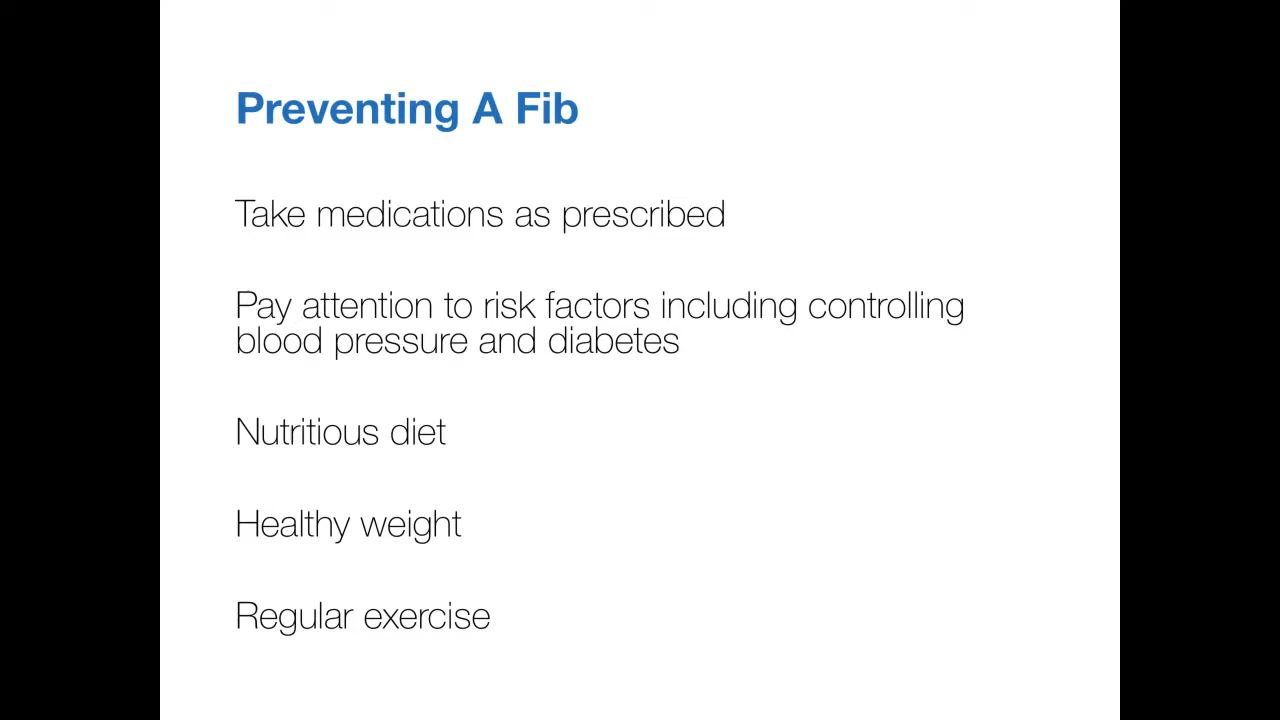 Preventing A Fib
Take medications as prescribed
Pay attention to risk factors including controlling
blood pressure and diabetes
Nutritious diet
Healthy weight
Regular exercise